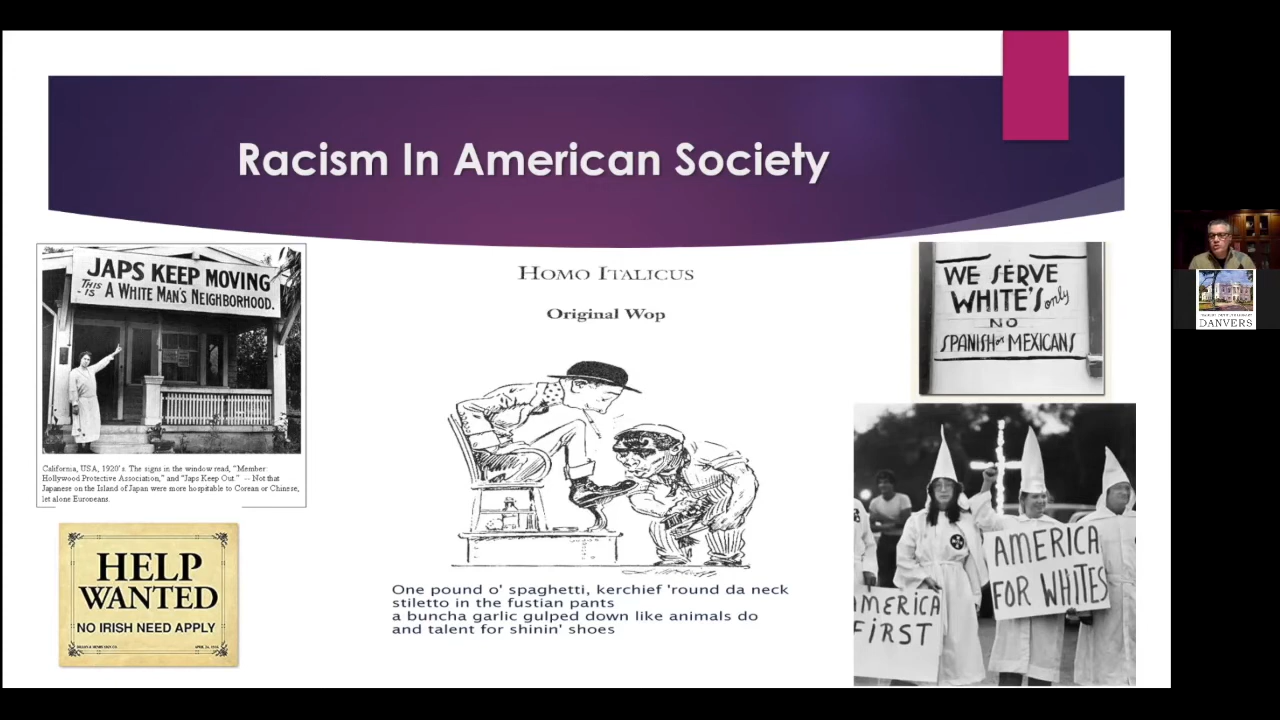 Racism In American Society
JAPS KEEP MOVING
THIS IS A WHITE MAN'S NEIGHBORHOOD.
California, USA, 1920's. The signs in the window read, "Member
Hollywood Protective Association," and "Japs Keep Out." -- Not that
Japanese on the Island of Japan were more hospitable to Corean or Chinese,
let alone Europeans.
HELP
WANTED
NO IRISH NEED APPLY
HOMO ITALICUS
Original Wop
One pound o' spaghetti, kerchief 'round da neck
stiletto in the fustian pants
a buncha garlic gulped down like animals do
and talent for shinin' shoes
WE SERVE
WHITE'S only
NO
SPANISH or MEXICANS
AMERICA
FOR WHITES
AMERICA
FIRST
DANVERS